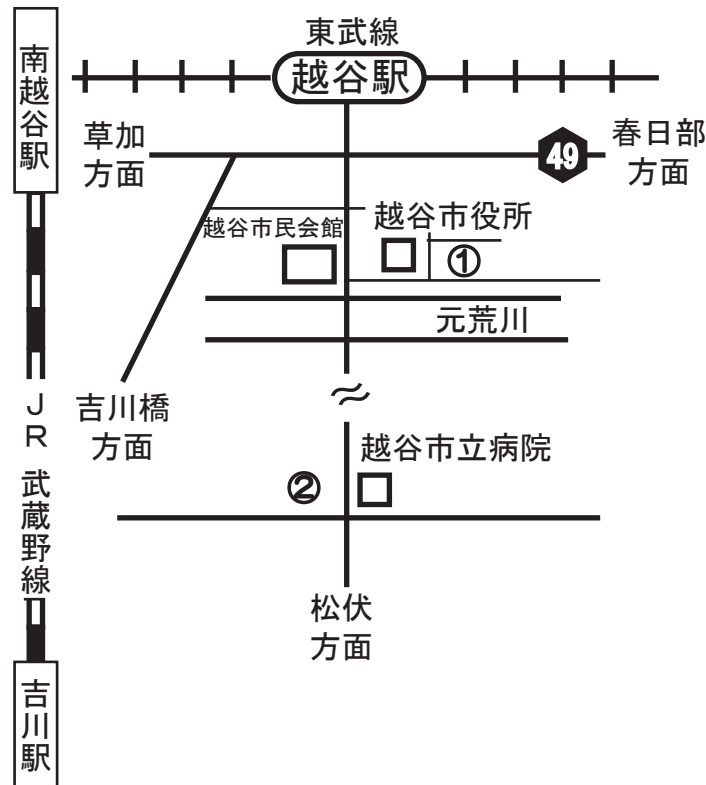 東武線
越谷駅
南越谷駅
草加
方面
49
春日部
方面
越谷市民会館
越谷市役所
①
元荒川
吉川橋
方面
JR 武蔵野線
越谷市立病院
②
松伏
方面
吉川駅